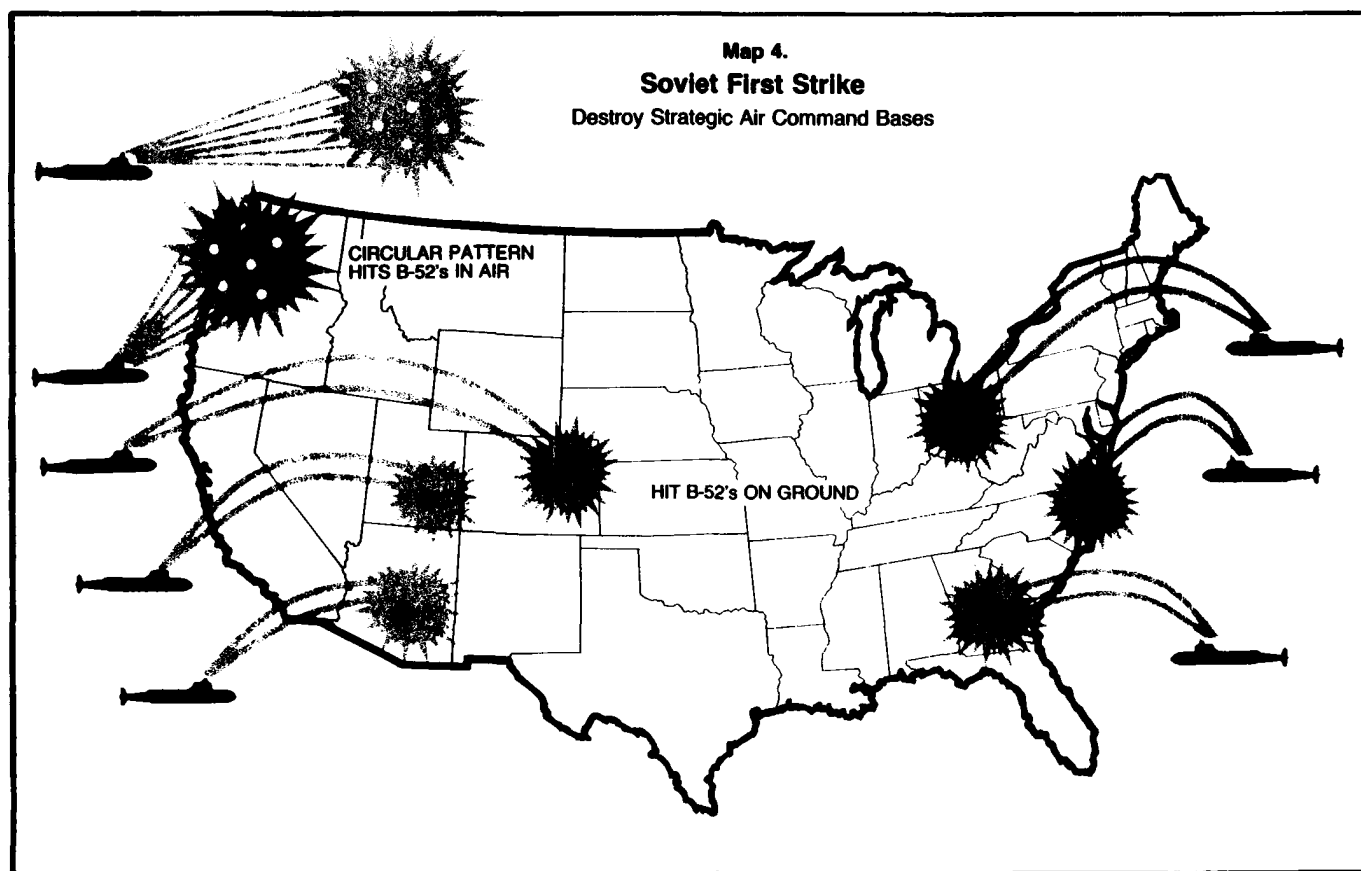 Map 4.
Soviet First Strike
Destroy Strategic Air Command Bases
CIRCULAR PATTERN
HITS B-52's IN AIR
HIT B-52's ON GROUND